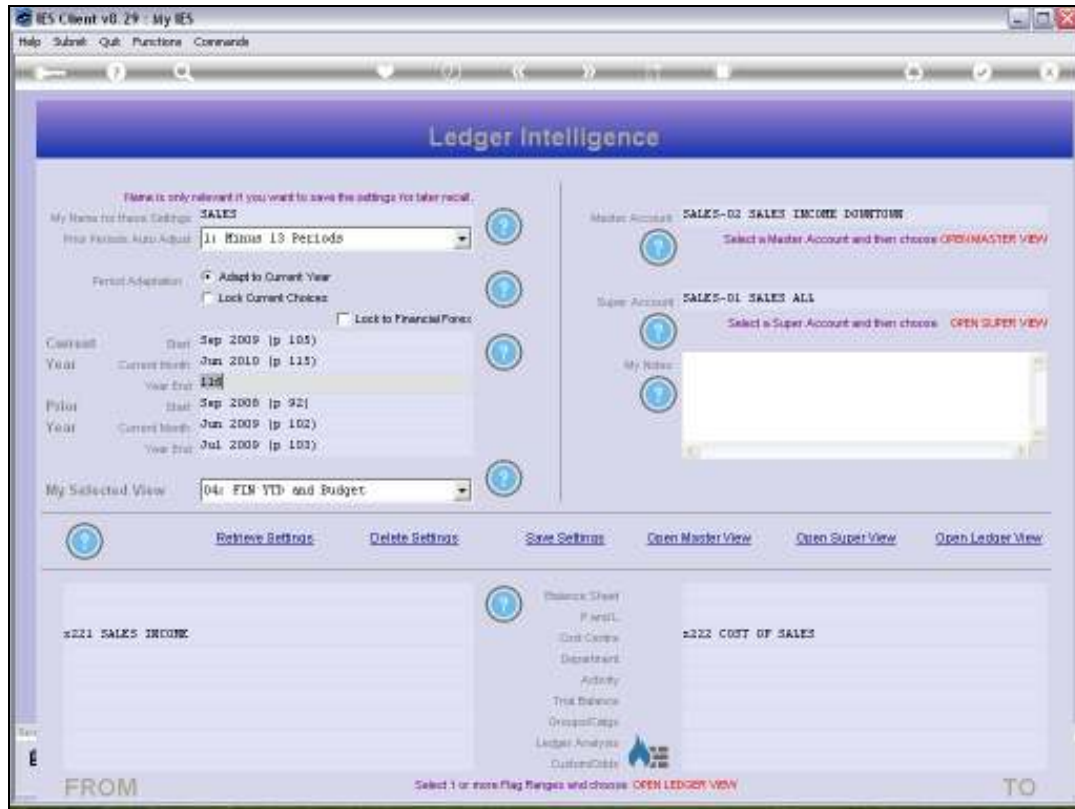 IES Client v8.29 : My IES
Help Submit Quit Functions Commands
Ledger Intelligence
Name is only relevant if you want to save the settings for later recall.
My Name for these Settings SALES
Prior Periods Auto Adjust 1: Minus 13 Periods
Period Adaptation Adapt to Current Year
Lock Current Choices
Lock to Financial Forex
Current Start Sep 2009 (p 105)
Year Current Month Jun 2010 (p 115)
Year End 116
Prior Start Sep 2008 (p 92)
Year Current Month Jun 2009 (p 102)
Year End Jul 2009 (p 103)
My Selected View 04: FIN YTD and Budget
Master Account SALES-02 SALES INCOME DOWNTOWN
Select a Master Account and then choose OPEN MASTER VIEW
Super Account SALES-01 SALES ALL
Select a Super Account and then choose OPEN SUPER VIEW
My Notes
Retrieve Settings Delete Settings Save Settings Open Master View Open Super View Open Ledger View
Balance Sheet
P and L
s221 SALES INCOME Cost Centre s222 COST OF SALES
Department
Activity
Trial Balance
Ledger Analysis
FROM Select 1 or more Flag Ranges and choose OPEN LEDGER VIEW TO